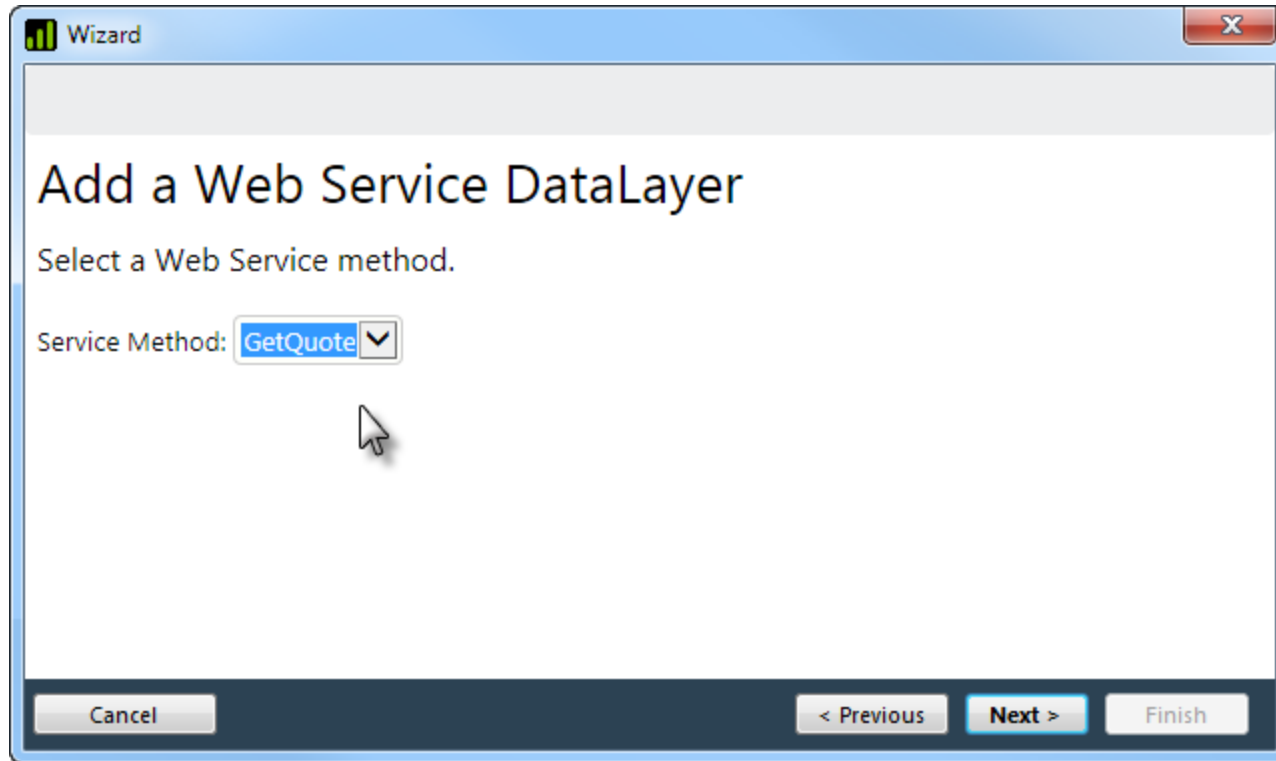 Wizard
Add a Web Service DataLayer
Select a Web Service method.
Service Method: GetQuote
Cancel < Previous Next > Finish